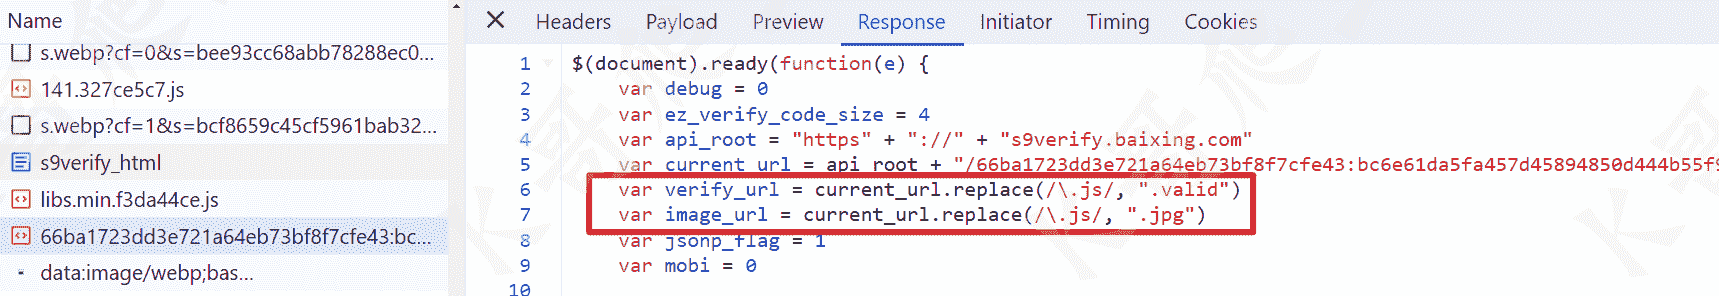 Name
s.webp?cf=0&s=bee93cc68abb78288ec0...
141.327ce5c7.js
s.webp?cf=1&s=bcf8659c45cf5961bab32...
s9verify_html
libs.min.f3da44ce.js
66ba1723dd3e721a64eb73bf8f7cfe43:bc...
data:image/webp;bas...
Headers Payload Preview Response Initiator Timing Cookies
1 $(document).ready(function(e) {
2 var debug = 0
3 var ez_verify_code_size = 4
4 var api_root = "https" + "://" + "s9verify.baixing.com"
5 var current_url = api_root + "/66ba1723dd3e721a64eb73bf8f7cfe43:bc6e61da5fa457d45894850d444b55f9
6 var verify_url = current_url.replace(/\.js/, ".valid")
7 var image_url = current_url.replace(/\.js/, ".jpg")
8 var jsonp_flag = 1
9 var mobi = 0
10